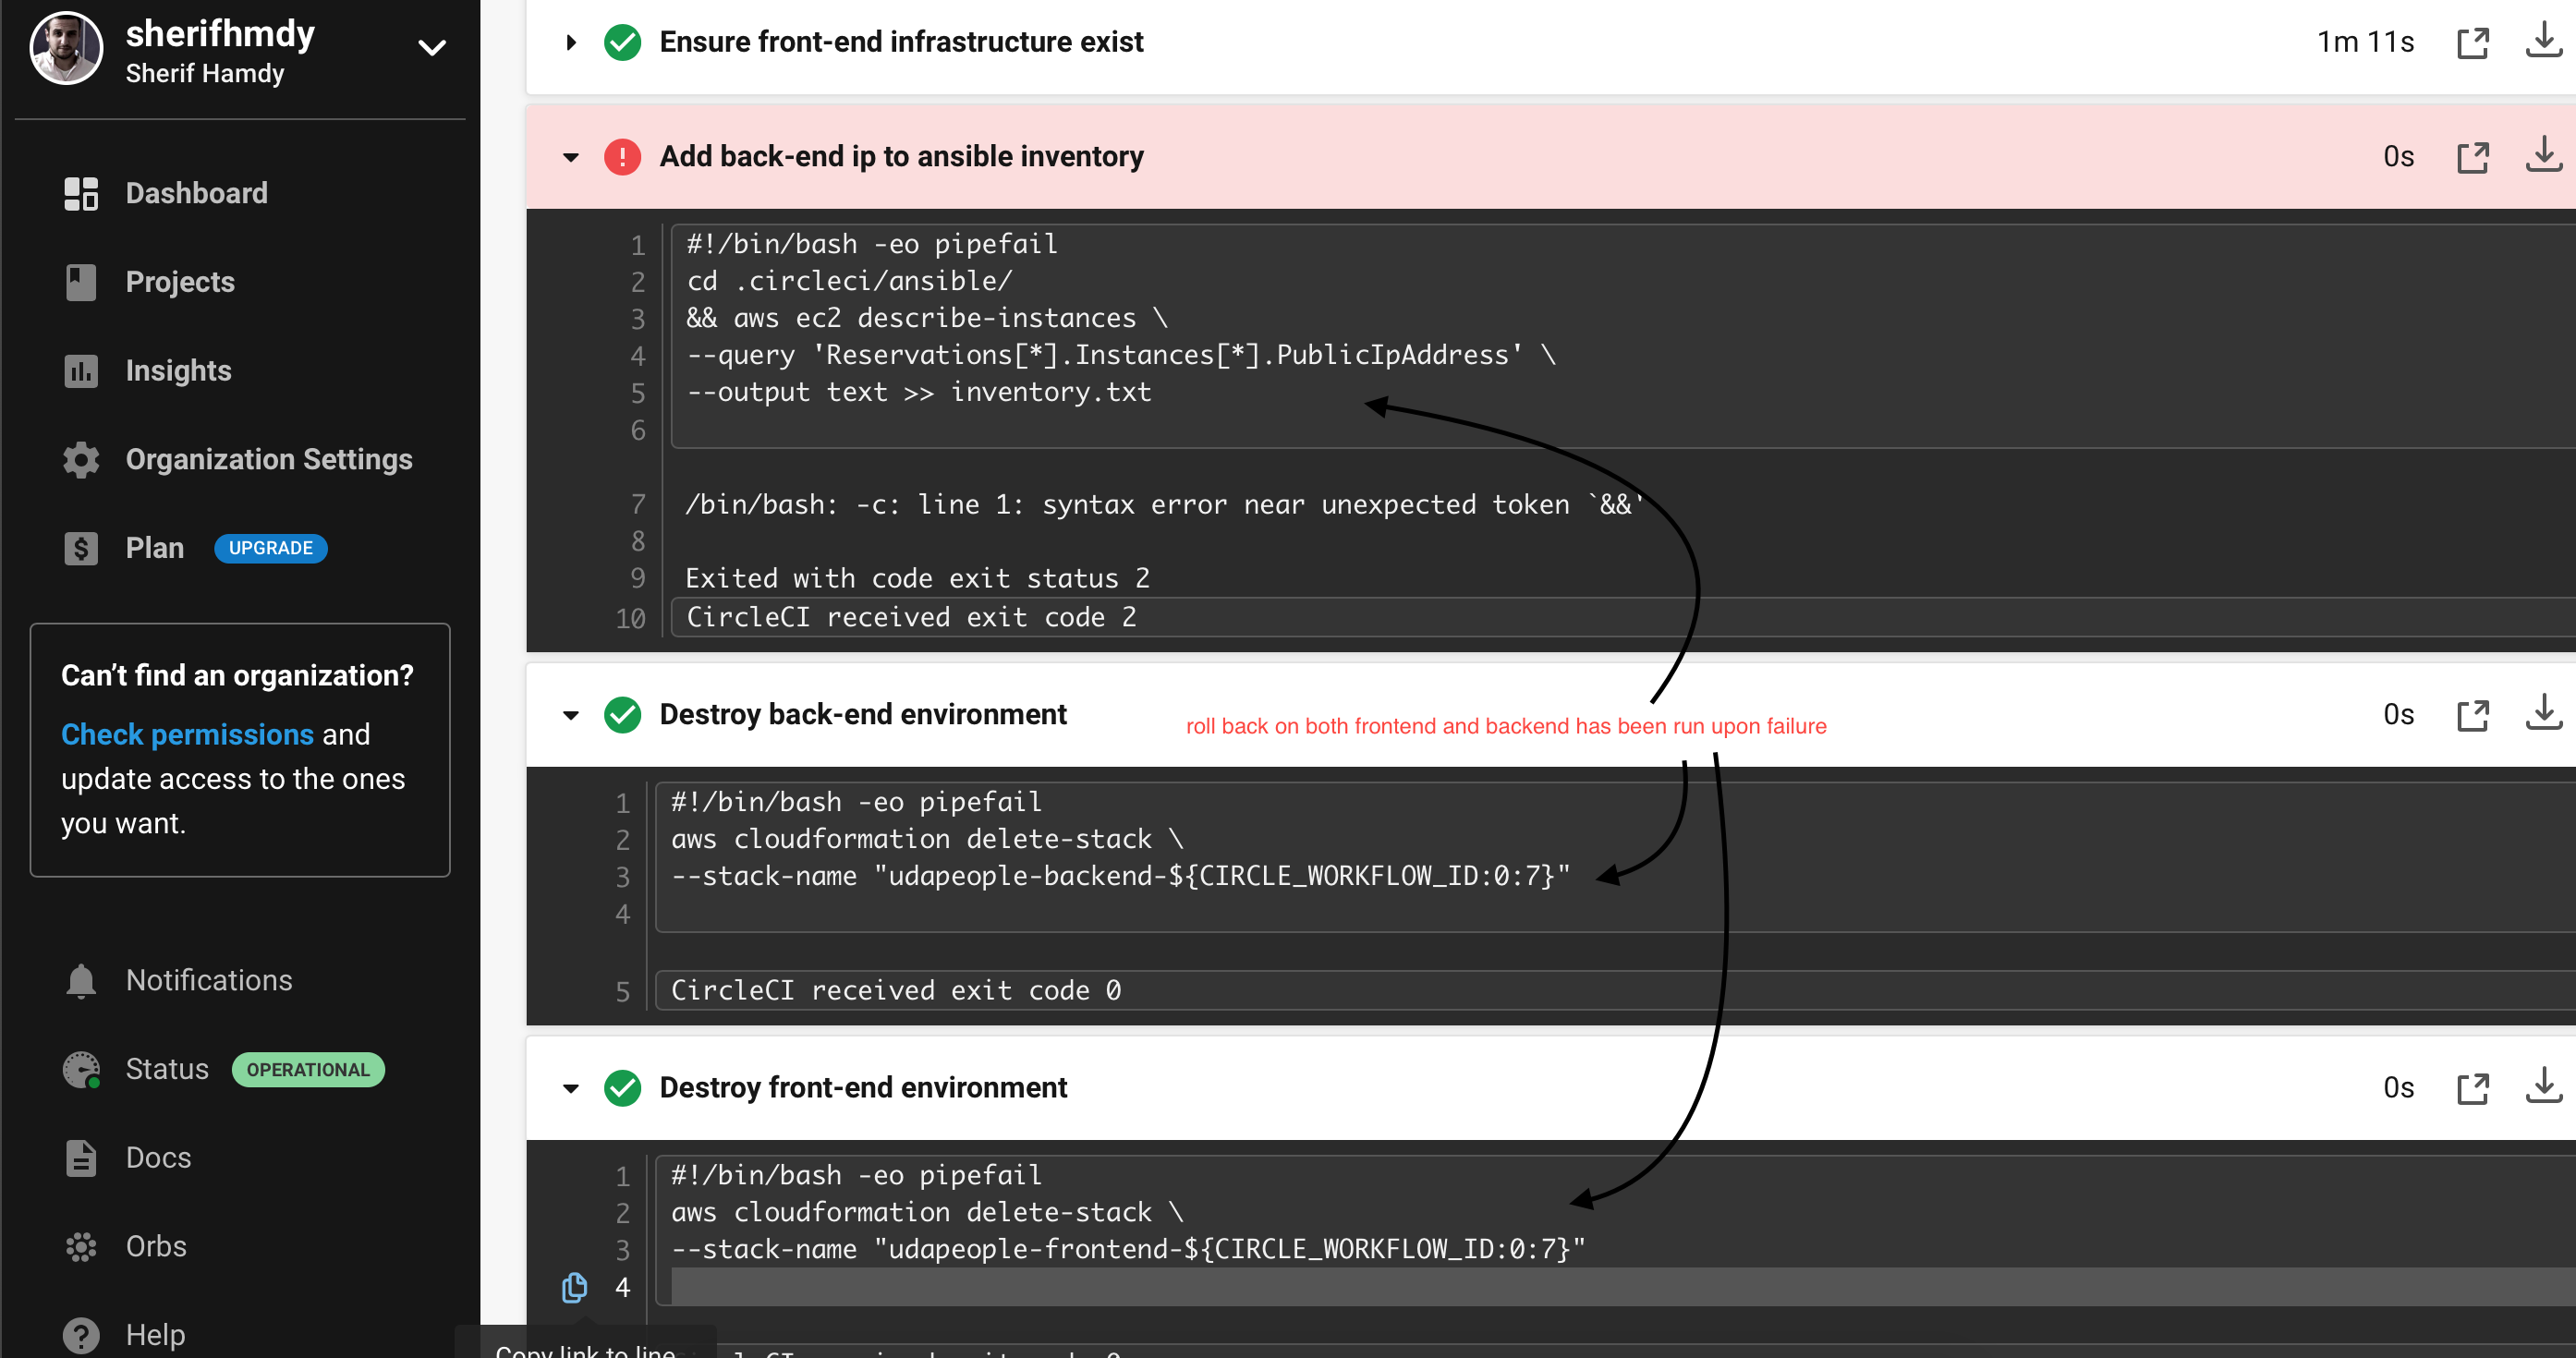 sherifhmdy
Sherif Hamdy
Dashboard
Projects
Insights
Organization Settings
Plan UPGRADE
Can’t find an organization?
Check permissions and
update access to the ones
you want.
Notifications
Status OPERATIONAL
Docs
Orbs
Help
Ensure front-end infrastructure exist 1m 11s
! Add back-end ip to ansible inventory 0s
1 #!/bin/bash -eo pipefail
2 cd .circleci/ansible/
3 && aws ec2 describe-instances \
4 --query 'Reservations[*].Instances[*].PublicIpAddress' \
5 --output text >> inventory.txt
6
7 /bin/bash: -c: line 1: syntax error near unexpected token `&&'
8
9 Exited with code exit status 2
10 CircleCI received exit code 2
Destroy back-end environment 0s
roll back on both frontend and backend has been run upon failure
1 #!/bin/bash -eo pipefail
2 aws cloudformation delete-stack \
3 --stack-name "udapeople-backend-${CIRCLE_WORKFLOW_ID:0:7}"
4
5 CircleCI received exit code 0
Destroy front-end environment 0s
1 #!/bin/bash -eo pipefail
2 aws cloudformation delete-stack \
3 --stack-name "udapeople-frontend-${CIRCLE_WORKFLOW_ID:0:7}"
4
Copy link to line